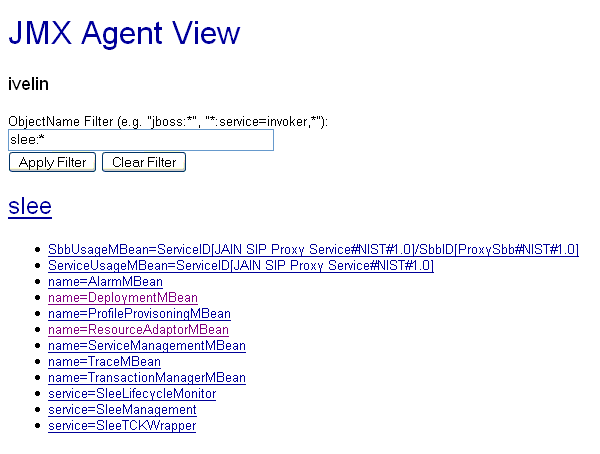 JMX Agent View
ivelin
ObjectName Filter (e.g. "jboss:*", "*:service=invoker,*"):
slee:*
Apply Filter Clear Filter
slee
SbbUsageMBean=ServiceID[JAIN SIP Proxy Service#NIST#1.0]/SbbID[ProxySbb#NIST#1.0]
ServiceUsageMBean=ServiceID[JAIN SIP Proxy Service#NIST#1.0]
name=AlarmMBean
name=DeploymentMBean
name=ProfileProvisoningMBean
name=ResourceAdaptorMBean
name=ServiceManagementMBean
name=TraceMBean
name=TransactionManagerMBean
service=SleeLifecycleMonitor
service=SleeManagement
service=SleeTCKWrapper